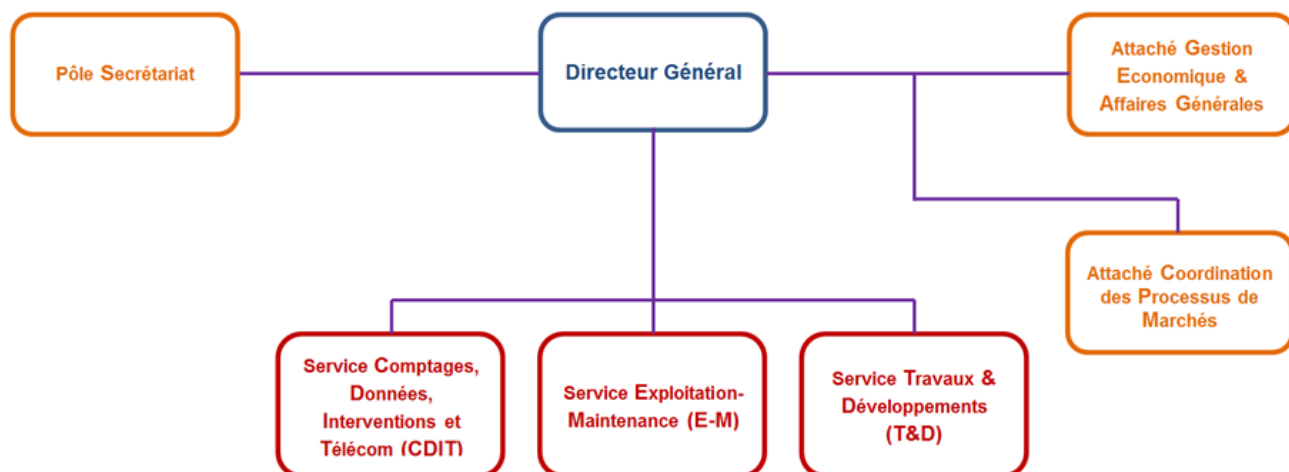 Pôle Secrétariat
Directeur Général
Attaché Gestion
Economique &
Affaires Générales
Attaché Coordination
des Processus de
Marchés
Service Comptages,
Données,
Interventions et
Télécom (CDIT)
Service Exploitation-
Maintenance (E-M)
Service Travaux &
Développements
(T&D)